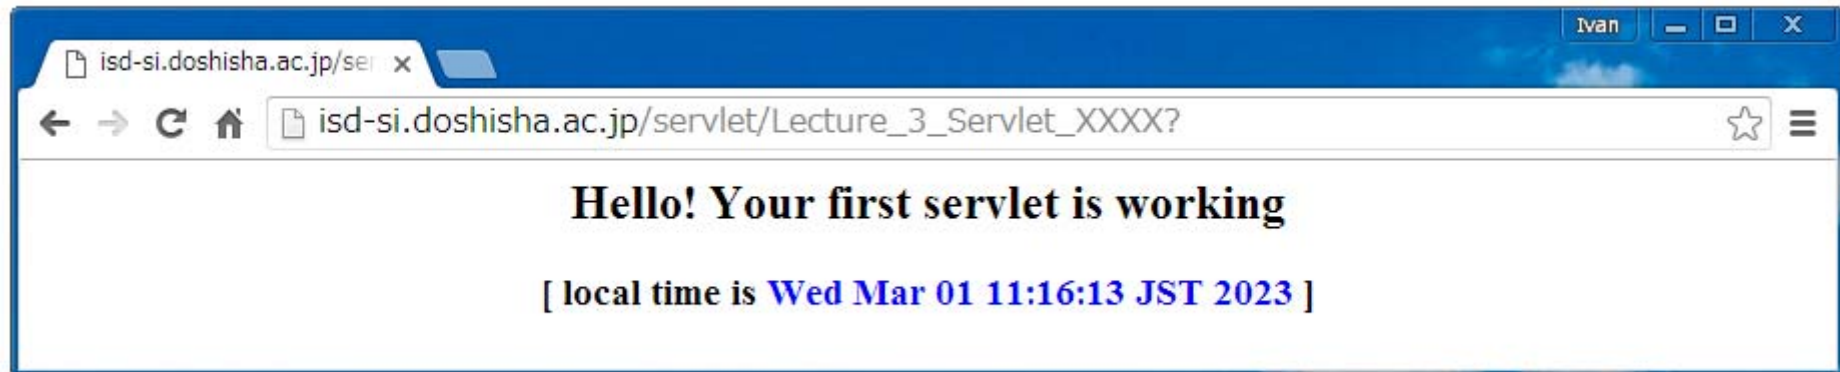 Ivan
isd-si.doshisha.ac.jp/se
isd-si.doshisha.ac.jp/servlet/Lecture_3_Servlet_XXXX?
Hello! Your first servlet is working
[ local time is Wed Mar 01 11:16:13 JST 2023 ]